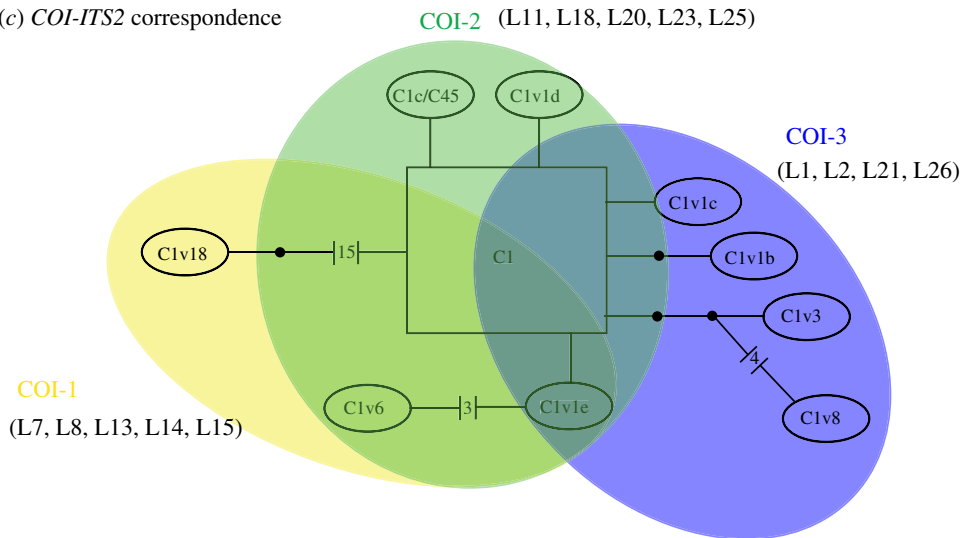 (c) COI-ITS2 correspondence
COI-2 (L11, L18, L20, L23, L25)
C1c/C45
C1v1d
COI-3
(L1, L2, L21, L26)
C1v1c
C1v18
15
C1
C1v1b
C1v3
4
COI-1
C1v6
3
C1v1e
C1v8
(L7, L8, L13, L14, L15)